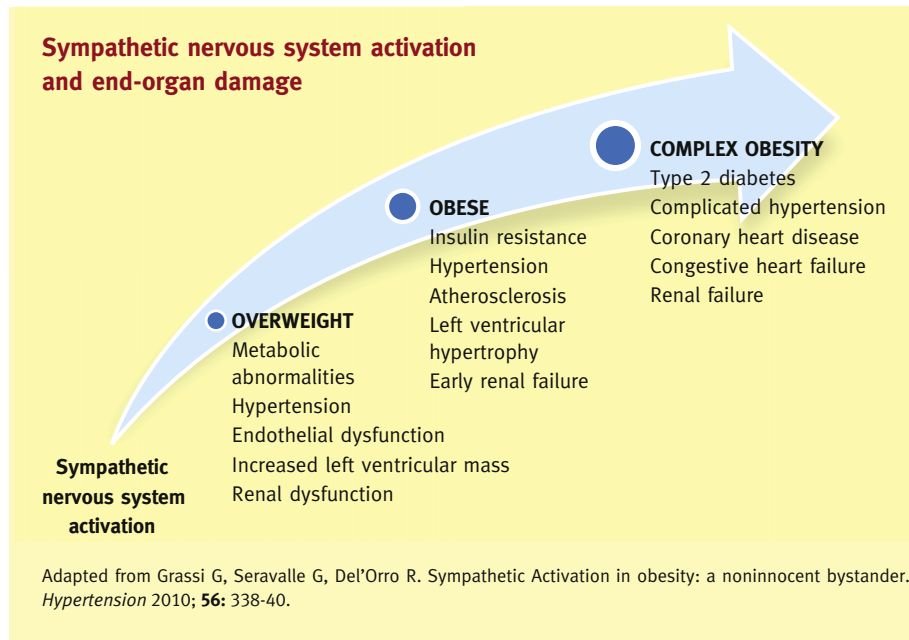 Sympathetic nervous system activation
and end-organ damage
COMPLEX OBESITY
Type 2 diabetes
Complicated hypertension
Coronary heart disease
Congestive heart failure
Renal failure
OBESE
Insulin resistance
Hypertension
Atherosclerosis
Left ventricular
hypertrophy
Early renal failure
OVERWEIGHT
Metabolic
abnormalities
Hypertension
Endothelial dysfunction
Increased left ventricular mass
Renal dysfunction
Sympathetic
nervous system
activation
Adapted from Grassi G, Seravalle G, Del’Orro R. Sympathetic Activation in obesity: a noninnocent bystander.
Hypertension 2010; 56: 338-40.